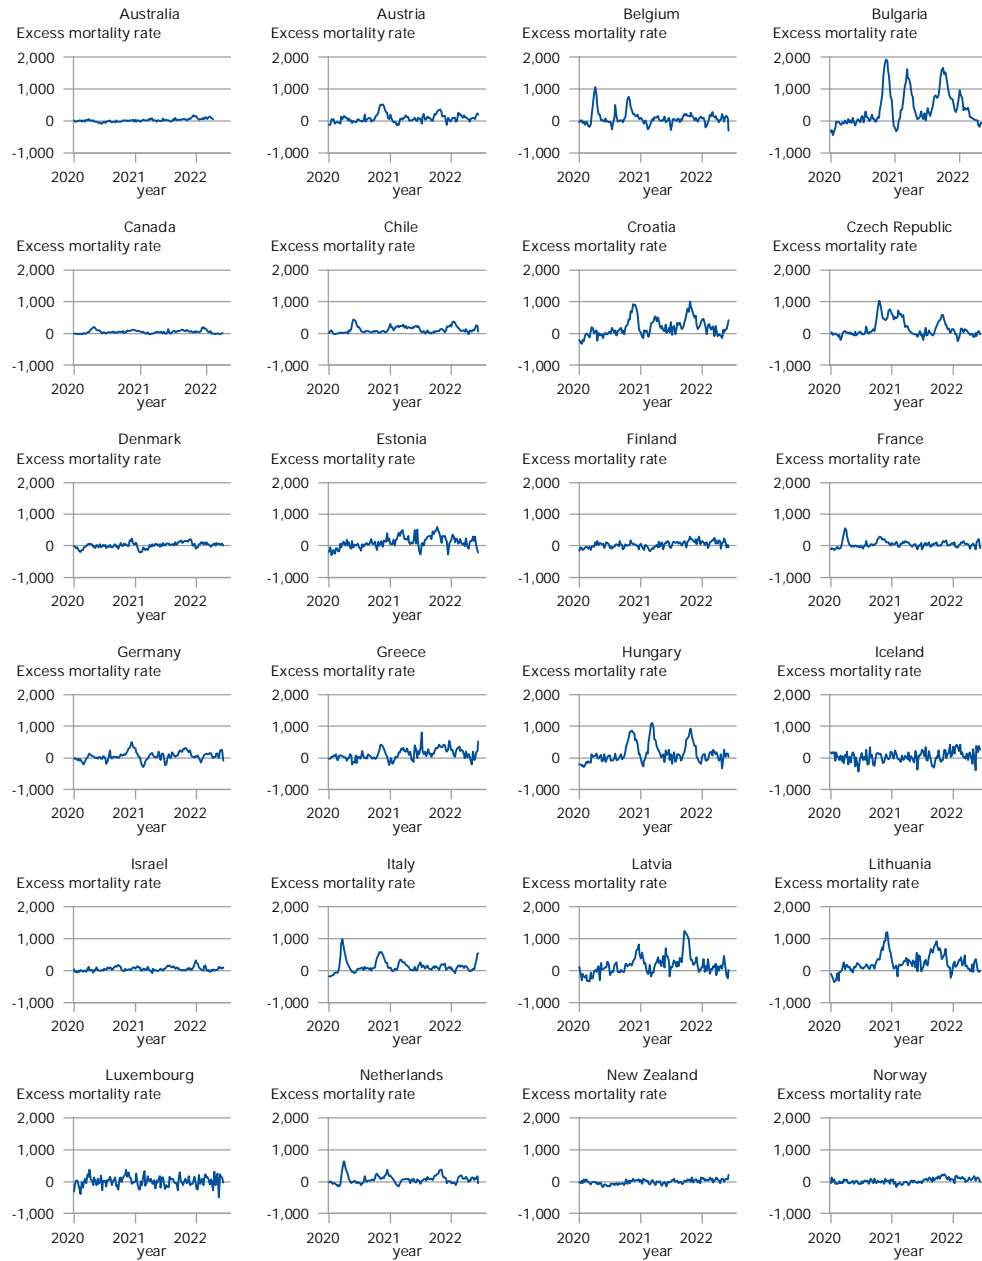 Australia Austria Belgium Bulgaria
Excess mortality rate Excess mortality rate Excess mortality rate Excess mortality rate
2,000 2,000 2,000 2,000
1,000 1,000 1,000 1,000
0 0 0 0
-1,000 -1,000 -1,000 -1,000
2020 2021 2022 2020 2021 2022 2020 2021 2022 2020 2021 2022
year year year year
Canada Chile Croatia Czech Republic
Excess mortality rate Excess mortality rate Excess mortality rate Excess mortality rate
2,000 2,000 2,000 2,000
1,000 1,000 1,000 1,000
0 0 0 0
-1,000 -1,000 -1,000 -1,000
2020 2021 2022 2020 2021 2022 2020 2021 2022 2020 2021 2022
year year year year
Denmark Estonia Finland France
Excess mortality rate Excess mortality rate Excess mortality rate Excess mortality rate
2,000 2,000 2,000 2,000
1,000 1,000 1,000 1,000
0 0 0 0
-1,000 -1,000 -1,000 -1,000
2020 2021 2022 2020 2021 2022 2020 2021 2022 2020 2021 2022
year year year year
Germany Greece Hungary Iceland
Excess mortality rate Excess mortality rate Excess mortality rate Excess mortality rate
2,000 2,000 2,000 2,000
1,000 1,000 1,000 1,000
0 0 0 0
-1,000 -1,000 -1,000 -1,000
2020 2021 2022 2020 2021 2022 2020 2021 2022 2020 2021 2022
year year year year
Israel Italy Latvia Lithuania
Excess mortality rate Excess mortality rate Excess mortality rate Excess mortality rate
2,000 2,000 2,000 2,000
1,000 1,000 1,000 1,000
0 0 0 0
-1,000 -1,000 -1,000 -1,000
2020 2021 2022 2020 2021 2022 2020 2021 2022 2020 2021 2022
year year year year
Luxembourg Netherlands New Zealand Norway
Excess mortality rate Excess mortality rate Excess mortality rate Excess mortality rate
2,000 2,000 2,000 2,000
1,000 1,000 1,000 1,000
0 0 0 0
-1,000 -1,000 -1,000 -1,000
2020 2021 2022 2020 2021 2022 2020 2021 2022 2020 2021 2022
year year year year